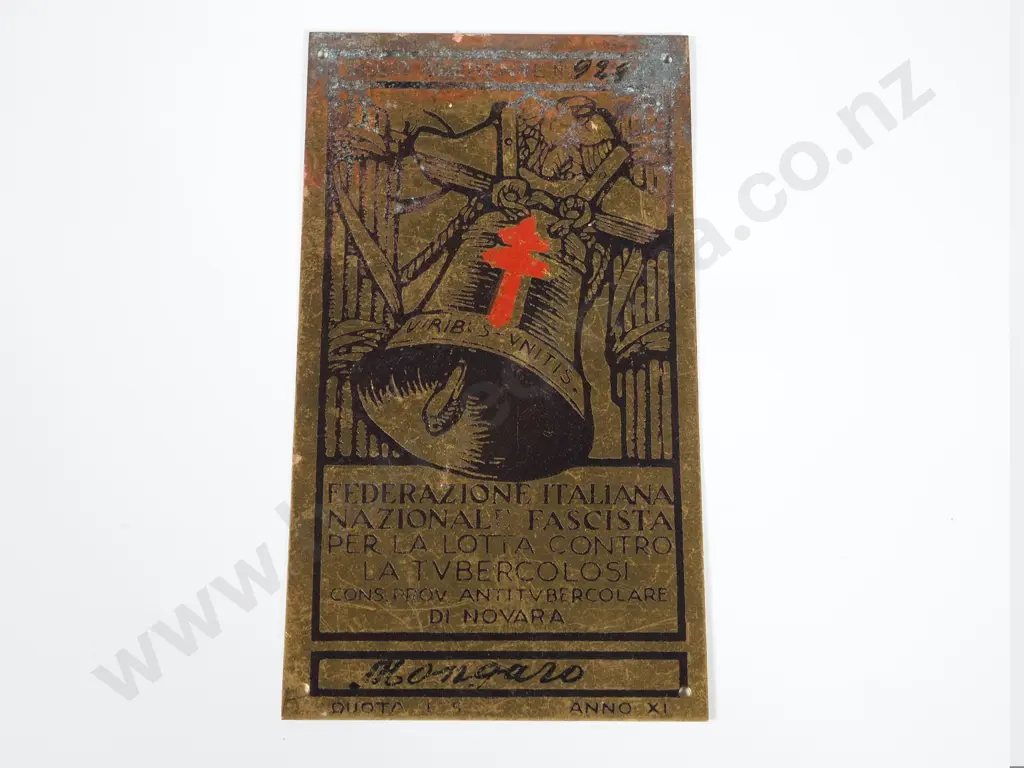 VIRIBVS-VNITIS.
FEDERAZIONE ITALIANA
NAZIONALE FASCISTA
PER LA LOTTA CONTRO
LA TVBERCOLOSI
CONS. PROV. ANTITVBERCOLARE
DI NOVARA
Mongaro
QUOTA ANNO XI